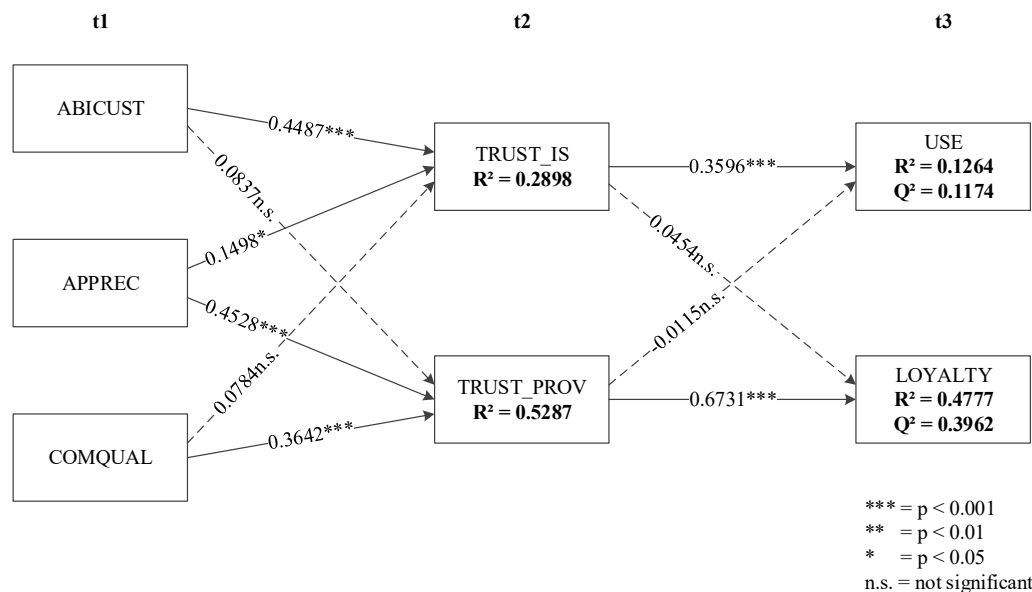 t1
t2
t3
ABICUST
0.4487***
0.0837n.s.
TRUST_IS
R² = 0.2898
0.3596***
USE
R² = 0.1264
Q² = 0.1174
APPREC
0.1498*
0.4528***
0.0454n.s.
-0.0115n.s.
COMQUAL
0.0784n.s.
0.3642***
TRUST_PROV
R² = 0.5287
0.6731***
LOYALTY
R² = 0.4777
Q² = 0.3962
*** = p < 0.001
** = p < 0.01
* = p < 0.05
n.s. = not significant